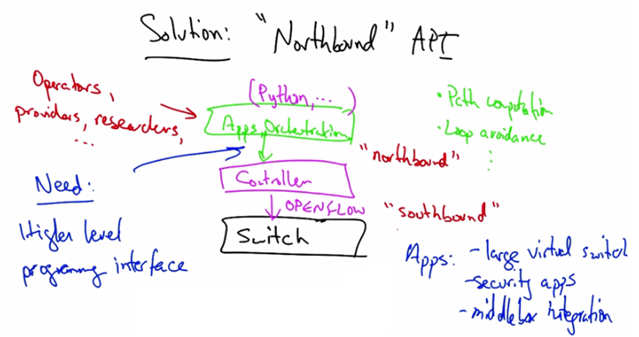 Solution: "Northbound" API
Operators,
providers, researchers,
...
(Python, ...)
Apps, Orchestration
• Path computation
• Loop avoidance
⋮
"northbound"
Controller
OPENFLOW
"southbound"
Switch
Need:
Higher level
programing interface
Apps: - large virtual switch
- security apps
- middlebox integration